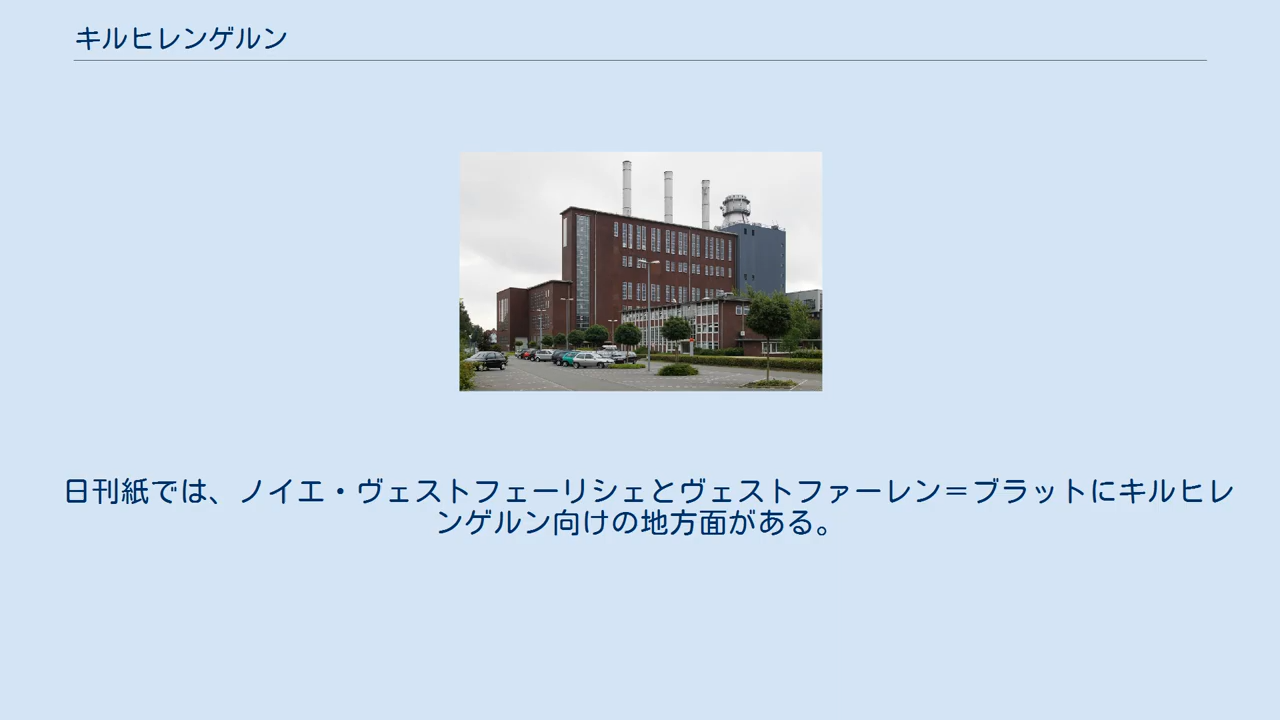 キルヒレンゲルン
日刊紙では、ノイエ・ヴェストフェーリシェとヴェストファーレン＝ブラットにキルヒレ
ンゲルン向けの地方面がある。